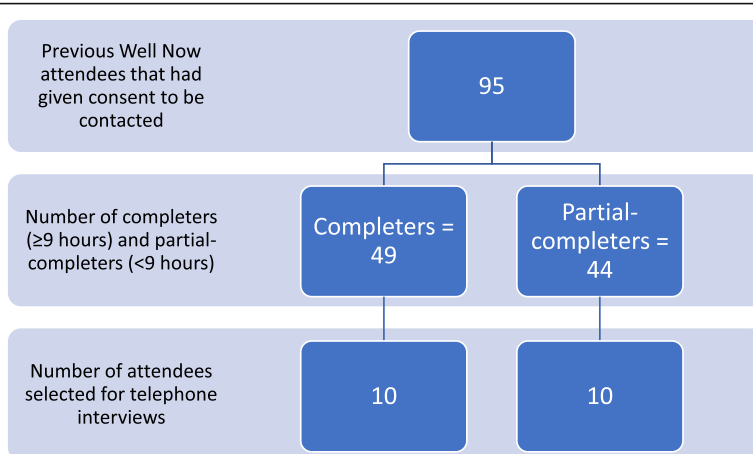 Previous Well Now
attendees that had
given consent to be
contacted
95
Number of completers
(≥9 hours) and partial-
completers (<9 hours)
Completers =
49
Partial-
completers =
44
Number of attendees
selected for telephone
interviews
10
10